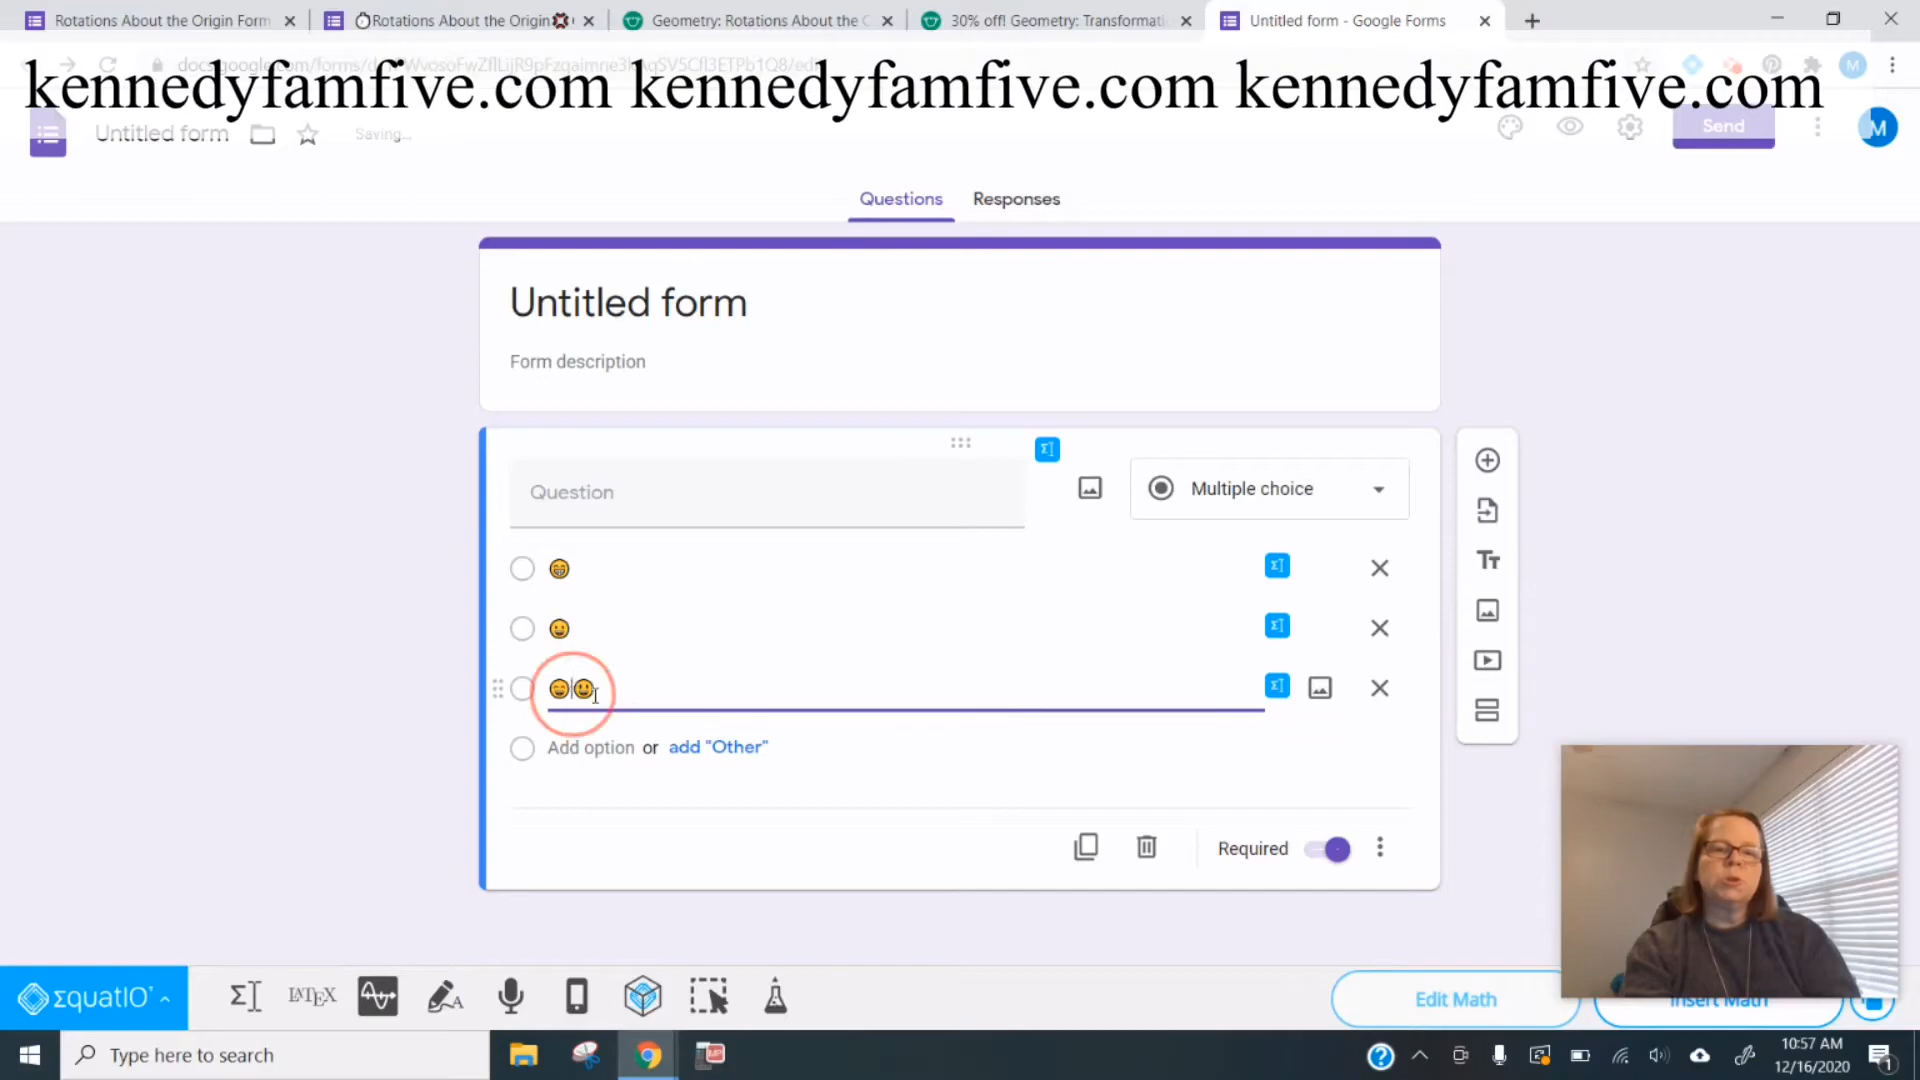 Rotations About the Origin Form
Rotations About the Origin
Geometry: Rotations About the
30% off! Geometry: Transformati
Untitled form - Google Forms
kennedyfamfive.com kennedyfamfive.com kennedyfamfive.com
Untitled form
Saving...
Send
M
Questions
Responses
Untitled form
Form description
Question
Multiple choice
Add option or add "Other"
Required
EquatIO
LATEX
Edit Math
Insert Math
Type here to search
10:57 AM
12/16/2020